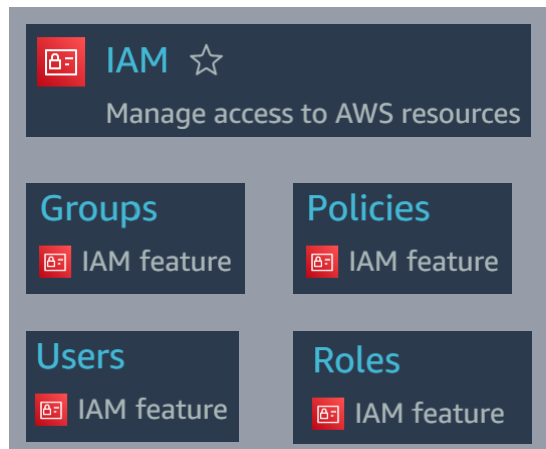 IAM
Manage access to AWS resources
Groups
IAM feature
Policies
IAM feature
Users
IAM feature
Roles
IAM feature